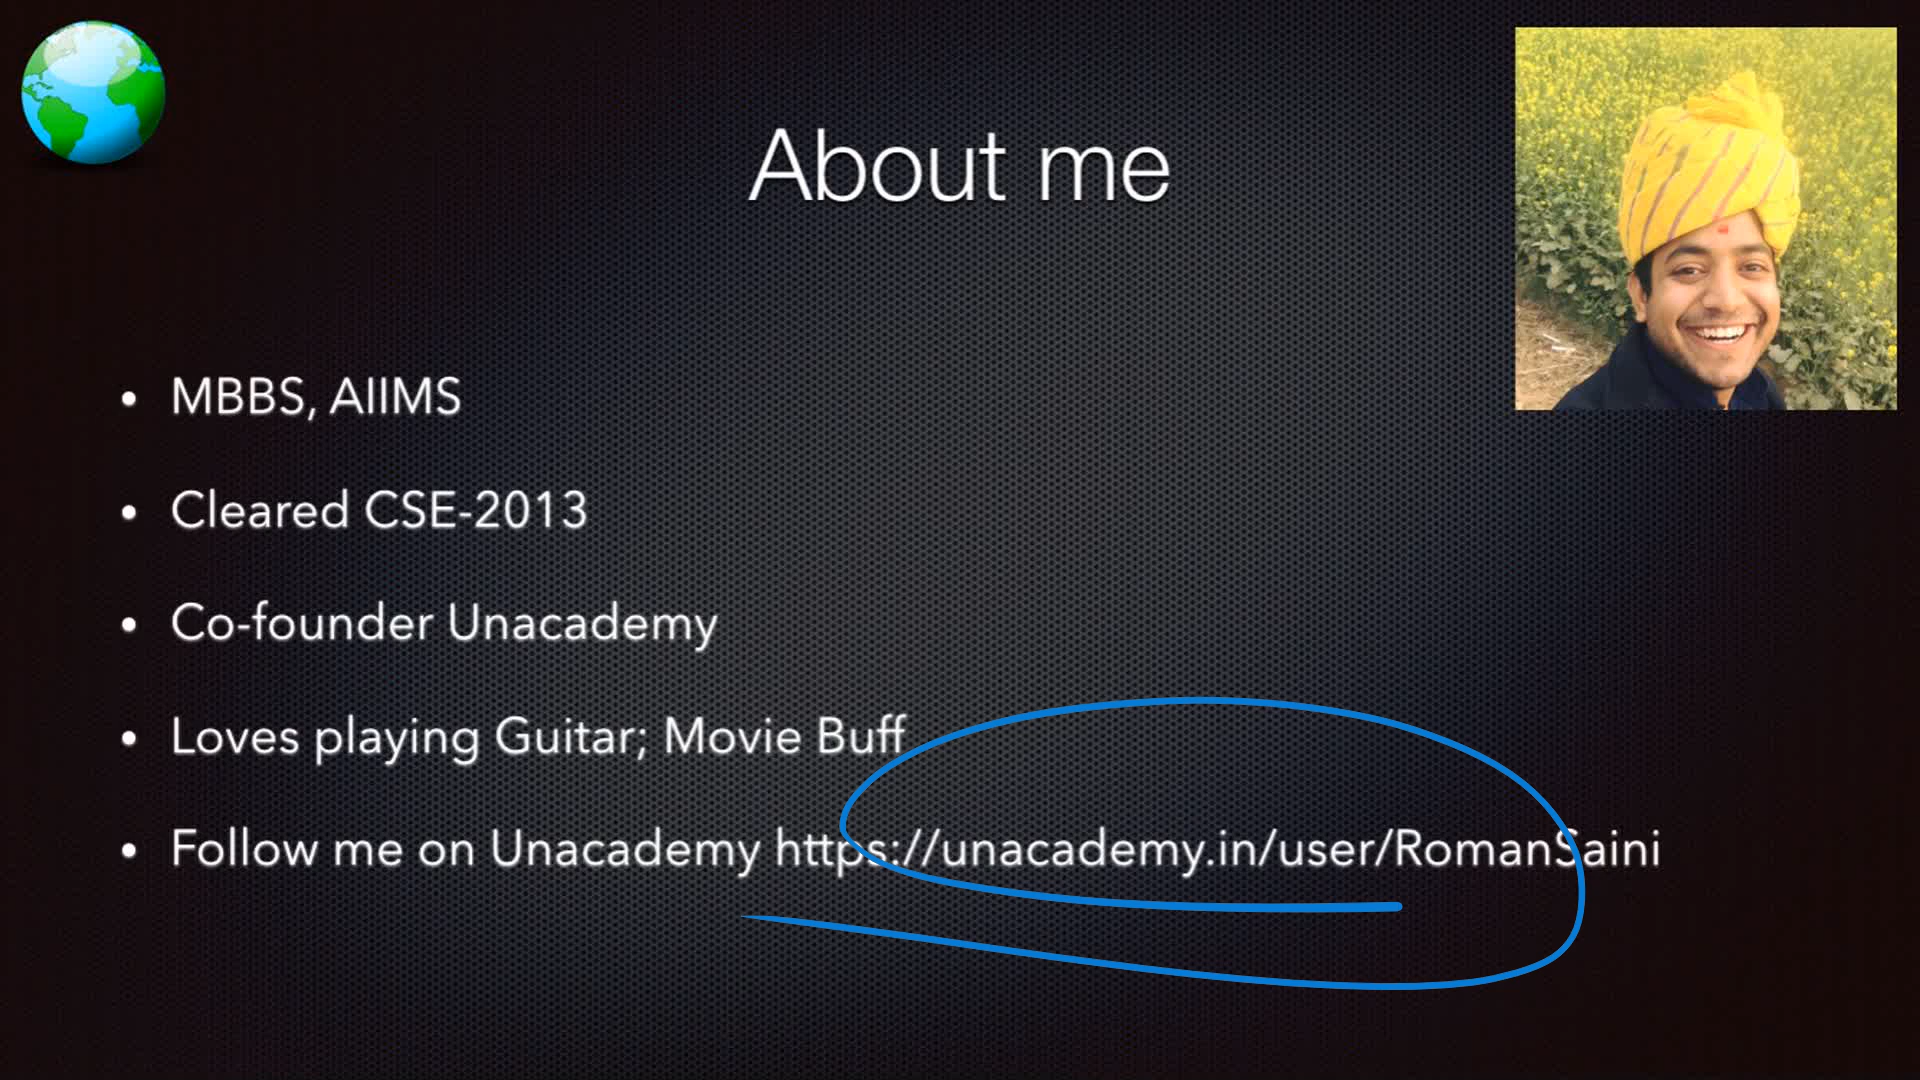 About me
• MBBS, AIIMS
• Cleared CSE-2013
• Co-founder Unacademy
• Loves playing Guitar; Movie Buff
• Follow me on Unacademy https://unacademy.in/user/RomanSaini